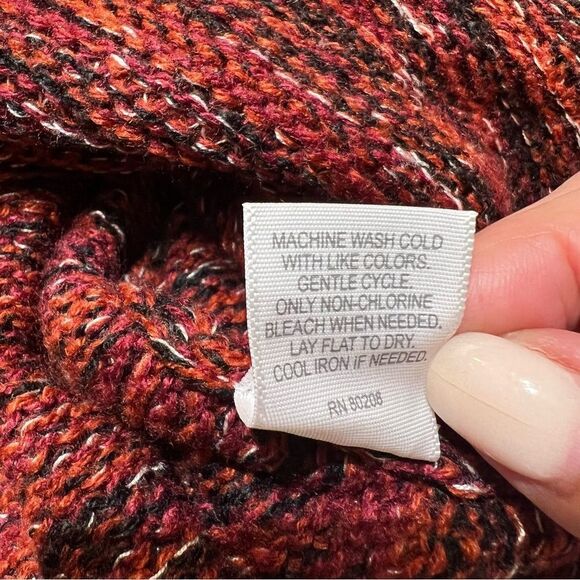 MACHINE WASH COLD
WITH LIKE COLORS.
GENTLE CYCLE.
ONLY NON-CHLORINE
BLEACH WHEN NEEDED.
LAY FLAT TO DRY.
COOL IRON IF NEEDED.
RN 80208